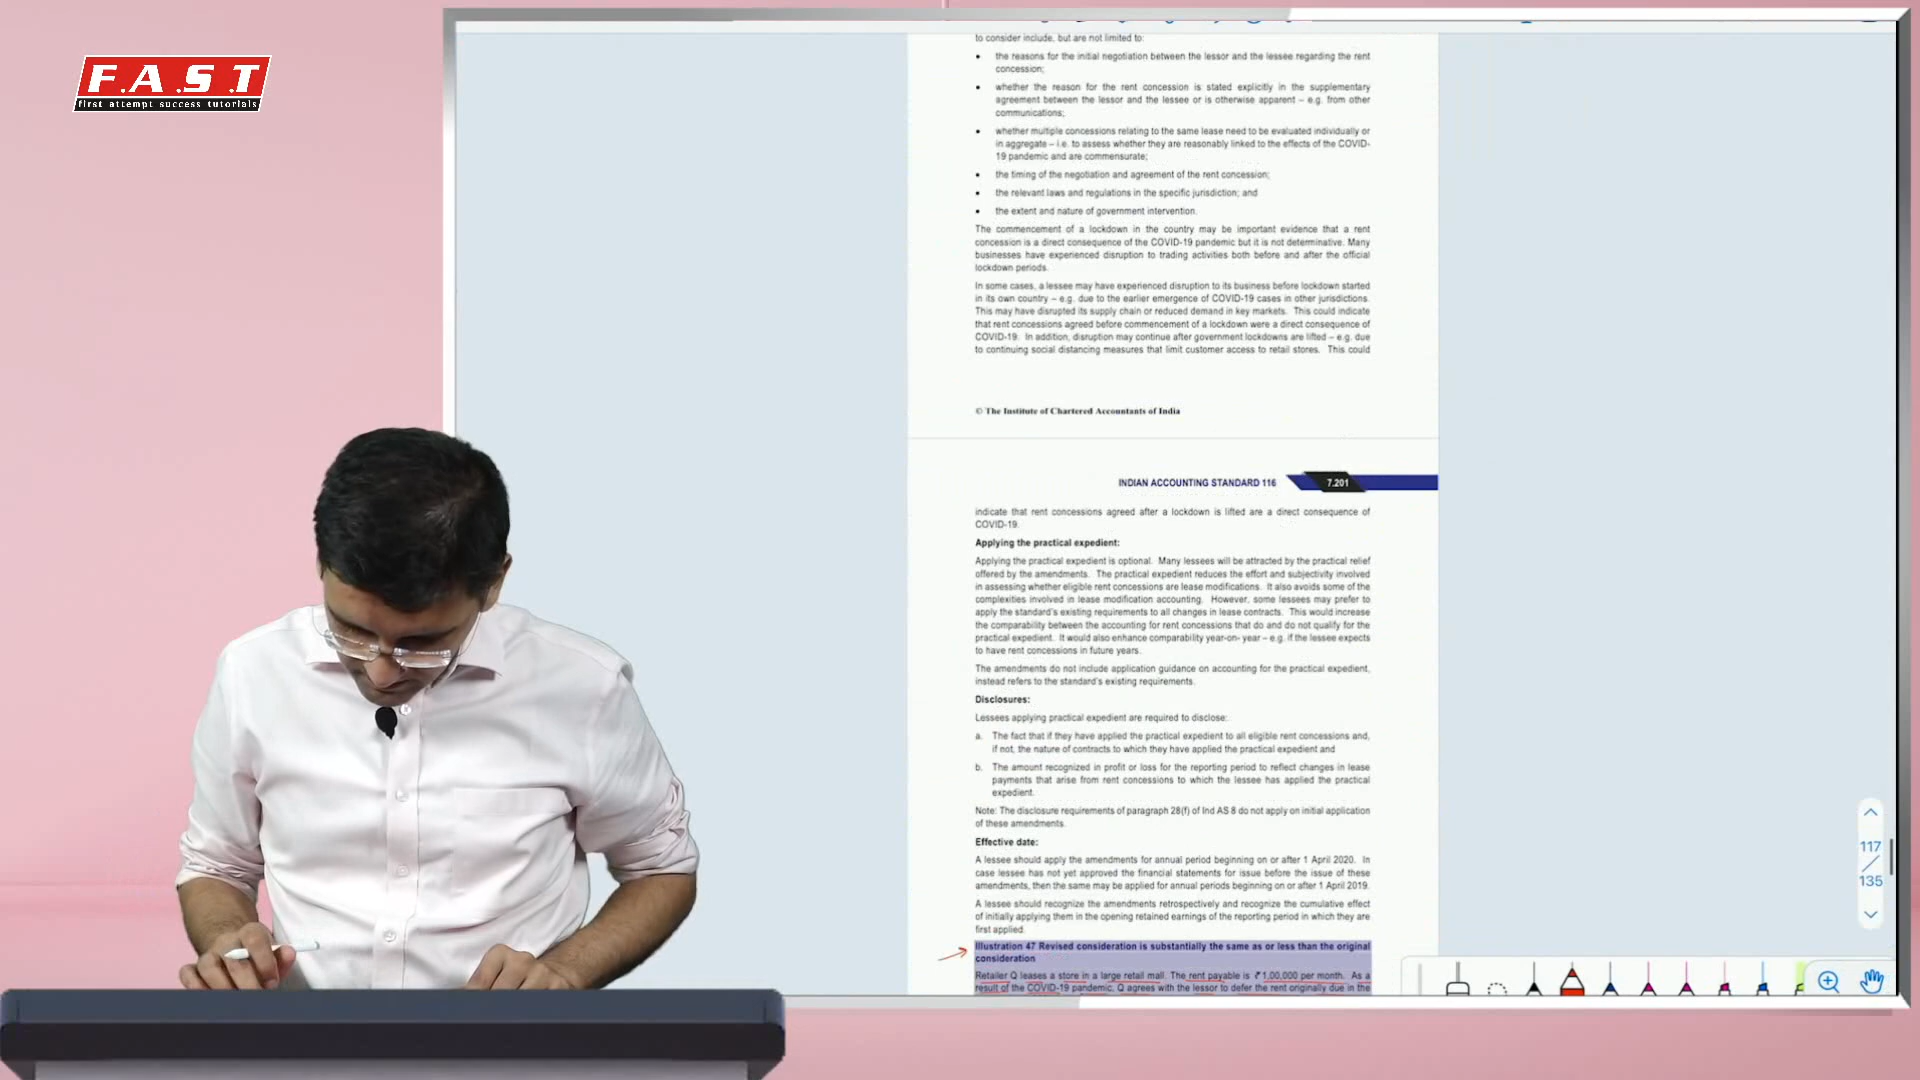 F.A.S.T
first attempt success tutorials
to consider include, but are not limited to:
• the reasons for the initial negotiation between the lessor and the lessee regarding the rent
concession;
• whether the reason for the rent concession is stated explicitly in the supplementary
agreement between the lessor and the lessee or is otherwise apparent – e.g. from other
communications;
• whether multiple concessions relating to the same lease need to be evaluated individually or
in aggregate – i.e. to assess whether they are reasonably linked to the effects of the COVID-
19 pandemic and are commensurate;
• the timing of the negotiation and agreement of the rent concession;
• the relevant laws and regulations in the specific jurisdiction; and
• the extent and nature of government intervention.
The commencement of a lockdown in the country may be important evidence that a rent
concession is a direct consequence of the COVID-19 pandemic but it is not determinative. Many
businesses have experienced disruption to trading activities both before and after the official
lockdown periods.
In some cases, a lessee may have experienced disruption to its business before lockdown started
in its own country – e.g. due to the earlier emergence of COVID-19 cases in other jurisdictions.
This may have disrupted its supply chain or reduced demand in key markets. This could indicate
that rent concessions agreed before commencement of a lockdown were a direct consequence of
COVID-19. In addition, disruption may continue after government lockdowns are lifted – e.g. due
to continuing social distancing measures that limit customer access to retail stores. This could
© The Institute of Chartered Accountants of India
INDIAN ACCOUNTING STANDARD 116 7.201
indicate that rent concessions agreed after a lockdown is lifted are a direct consequence of
COVID-19.
Applying the practical expedient:
Applying the practical expedient is optional. Many lessees will be attracted by the practical relief
offered by the amendments. The practical expedient reduces the effort and subjectivity involved
in assessing whether eligible rent concessions are lease modifications. It also avoids some of the
complexities involved in lease modification accounting. However, some lessees may prefer to
apply the standard's existing requirements to all changes in lease contracts. This would increase
the comparability between the accounting for rent concessions that do and do not qualify for the
practical expedient. It would also enhance comparability year-on- year – e.g. if the lessee expects
to have rent concessions in future years.
The amendments do not include application guidance on accounting for the practical expedient,
instead refers to the standard's existing requirements.
Disclosures:
Lessees applying practical expedient are required to disclose:
a. The fact that if they have applied the practical expedient to all eligible rent concessions and,
if not, the nature of contracts to which they have applied the practical expedient and
b. The amount recognized in profit or loss for the reporting period to reflect changes in lease
payments that arise from rent concessions to which the lessee has applied the practical
expedient.
Note: The disclosure requirements of paragraph 28(f) of Ind AS 8 do not apply on initial application
of these amendments.
Effective date:
A lessee should apply the amendments for annual period beginning on or after 1 April 2020. In
case lessee has not yet approved the financial statements for issue before the issue of these
amendments, then the same may be applied for annual periods beginning on or after 1 April 2019.
A lessee should recognize the amendments retrospectively and recognize the cumulative effect
of initially applying them in the opening retained earnings of the reporting period in which they are
first applied.
Illustration 47 Revised consideration is substantially the same as or less than the original
consideration
Retailer Q leases a store in a large retail mall. The rent payable is ₹ 1,00,000 per month. As a
result of the COVID-19 pandemic, Q agrees with the lessor to defer the rent originally due in the
117
135